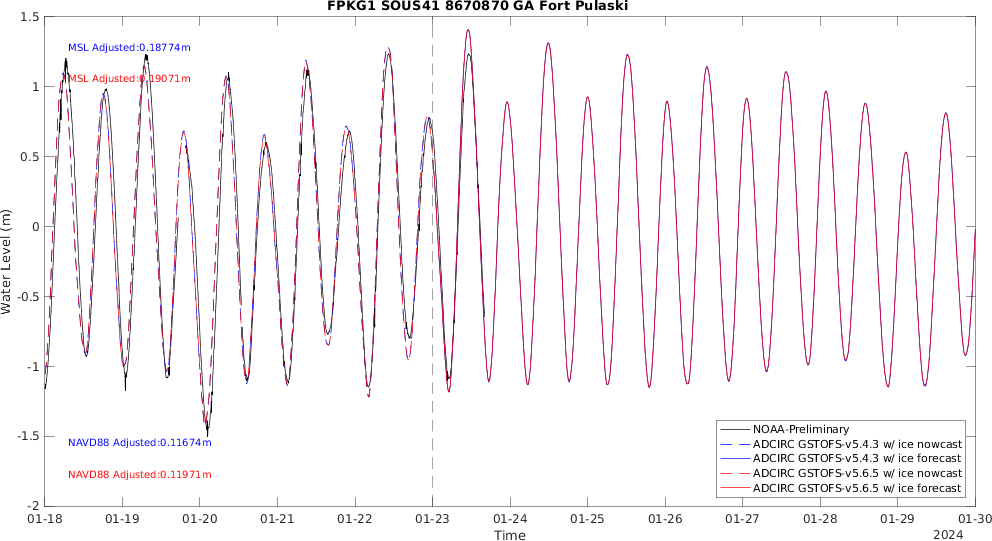 FPKG1 SOUS41 8670870 GA Fort Pulaski
1.5
MSL Adjusted:0.18774m
MSL Adjusted:0.19071m
1
0.5
0
Water Level (m)
-0.5
-1
-1.5
NAVD88 Adjusted:0.11674m
NAVD88 Adjusted:0.11971m
-2
NOAA-Preliminary
ADCIRC GSTOFS-v5.4.3 w/ ice nowcast
ADCIRC GSTOFS-v5.4.3 w/ ice forecast
ADCIRC GSTOFS-v5.6.5 w/ ice nowcast
ADCIRC GSTOFS-v5.6.5 w/ ice forecast
01-18 01-19 01-20 01-21 01-22 01-23 01-24 01-25 01-26 01-27 01-28 01-29 01-30
Time
2024